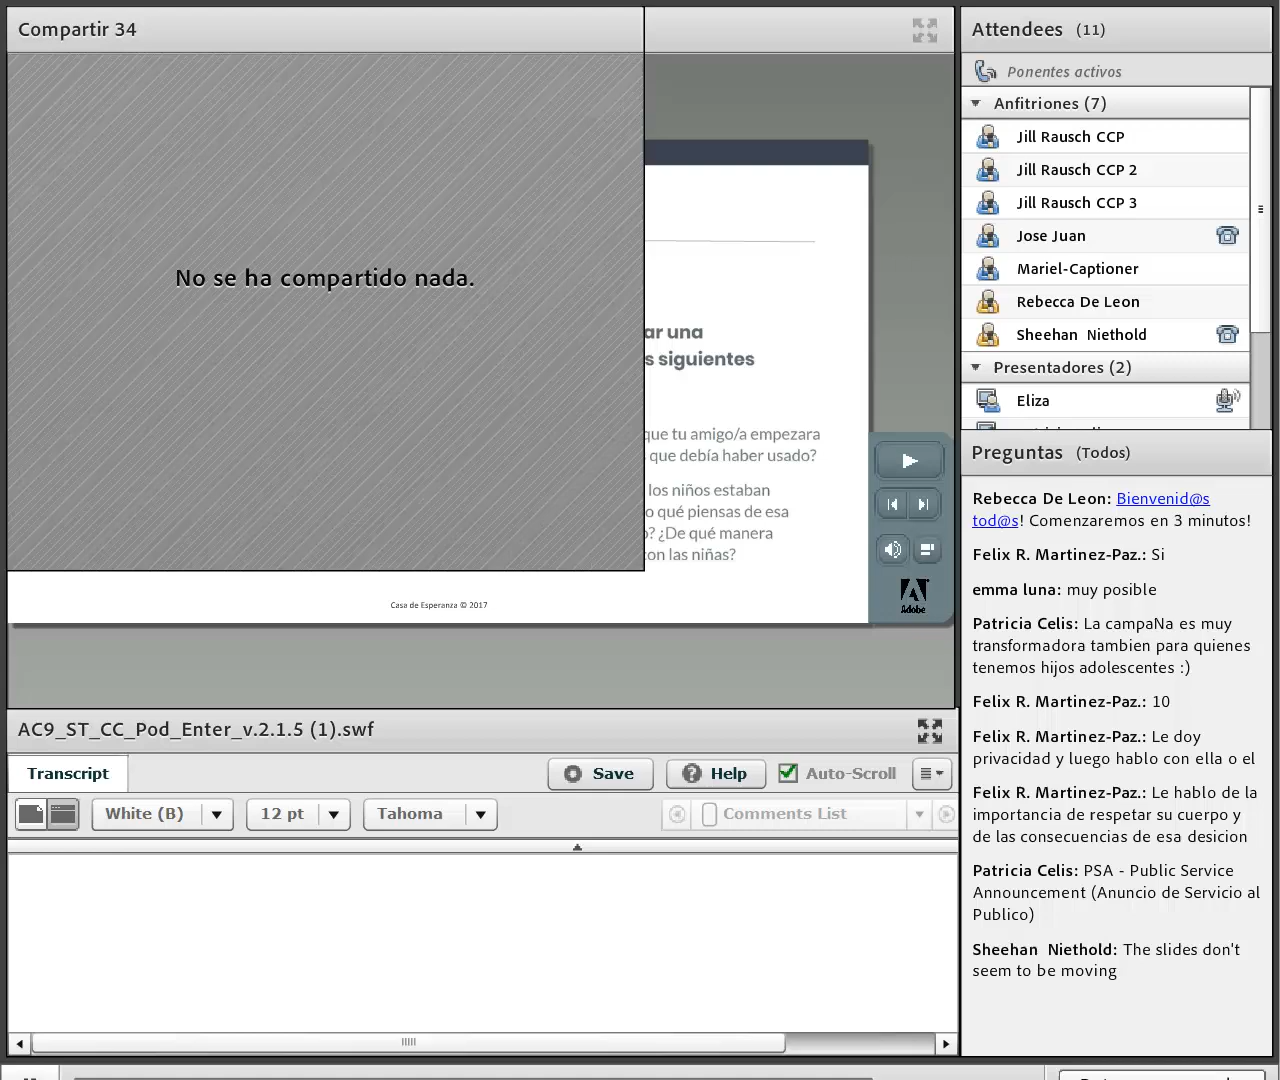 Compartir 34
No se ha compartido nada.
ar una
s siguientes
que tu amigo/a empezara
que debía haber usado?
los niños estaban
o qué piensas de esa
? ¿De qué manera
con las niñas?
Casa de Esperanza © 2017
Adobe
AC9_ST_CC_Pod_Enter_v.2.1.5 (1).swf
Transcript
Save
Help
Auto-Scroll
White (B)
12 pt
Tahoma
Comments List
Attendees (11)
Ponentes activos
Anfitriones (7)
Jill Rausch CCP
Jill Rausch CCP 2
Jill Rausch CCP 3
Jose Juan
Mariel-Captioner
Rebecca De Leon
Sheehan Niethold
Presentadores (2)
Eliza
Preguntas (Todos)
Rebecca De Leon: Bienvenid@s
tod@s! Comenzaremos en 3 minutos!
Felix R. Martinez-Paz.: Si
emma luna: muy posible
Patricia Celis: La campaNa es muy
transformadora tambien para quienes
tenemos hijos adolescentes :)
Felix R. Martinez-Paz.: 10
Felix R. Martinez-Paz.: Le doy
privacidad y luego hablo con ella o el
Felix R. Martinez-Paz.: Le hablo de la
importancia de respetar su cuerpo y
de las consecuencias de esa desicion
Patricia Celis: PSA - Public Service
Announcement (Anuncio de Servicio al
Publico)
Sheehan Niethold: The slides don't
seem to be moving